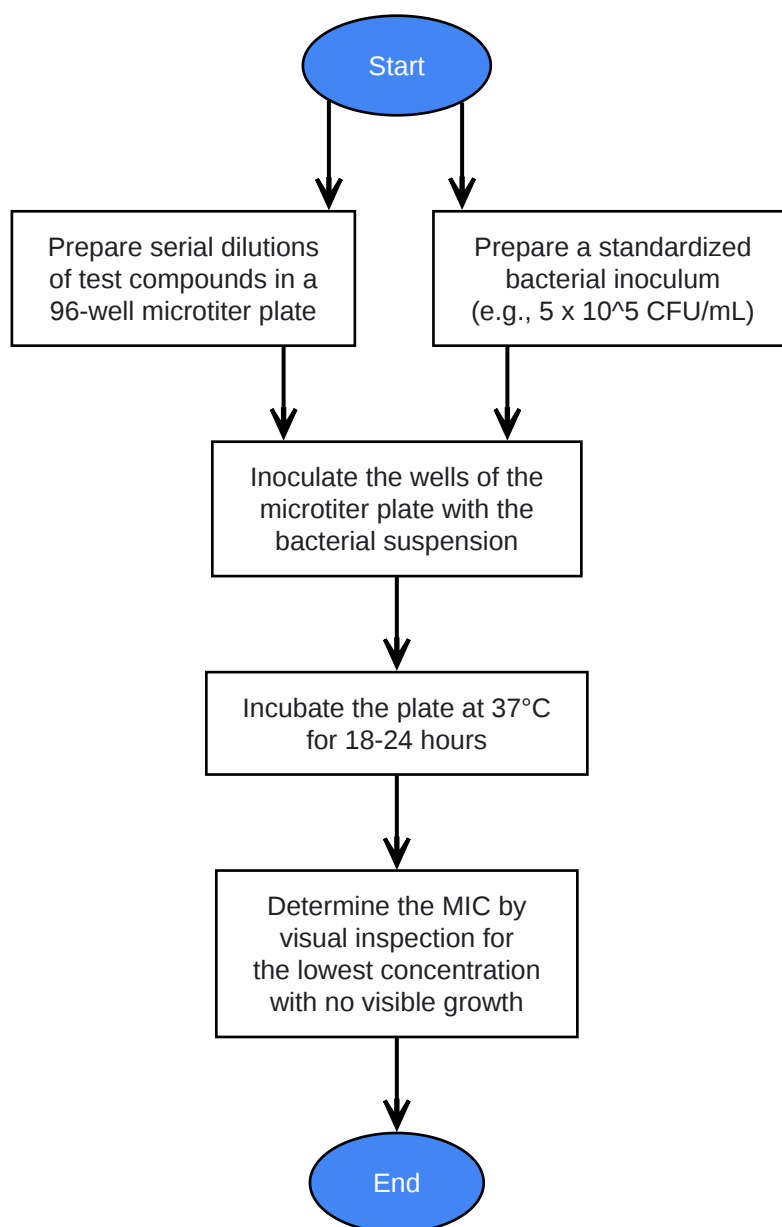 Start
Prepare serial dilutions
of test compounds in a
96-well microtiter plate
Prepare a standardized
bacterial inoculum
(e.g., 5 x 10^5 CFU/mL)
Inoculate the wells of the
microtiter plate with the
bacterial suspension
Incubate the plate at 37°C
for 18-24 hours
Determine the MIC by
visual inspection for
the lowest concentration
with no visible growth
End